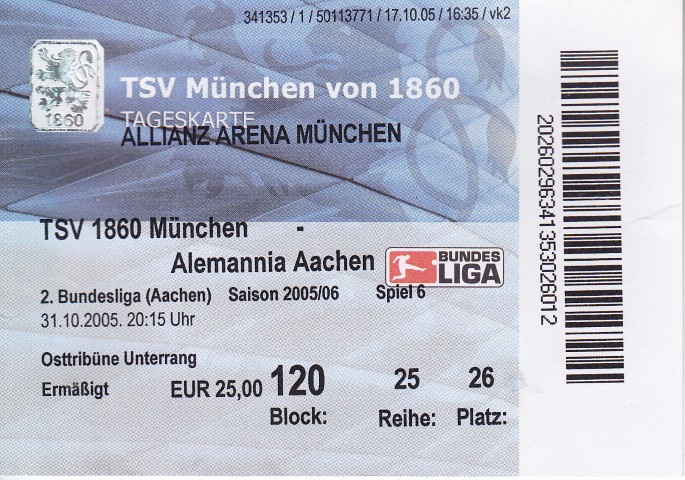 341353 / 1 / 50113771 / 17.10.05 / 16:35 / vk2
1860
TSV München von 1860
TAGESKARTE
ALLIANZ ARENA MÜNCHEN
TSV 1860 München -
Alemannia Aachen
BUNDES
LIGA
2. Bundesliga (Aachen) Saison 2005/06 Spiel 6
31.10.2005. 20:15 Uhr
Osttribüne Unterrang
Ermäßigt EUR 25,00 120 25 26
Block: Reihe: Platz:
20260296341353026012